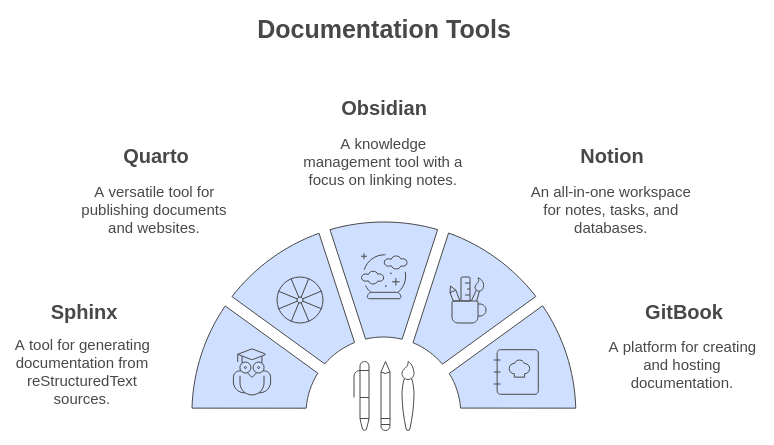 Documentation Tools
Obsidian
A knowledge
management tool with a
focus on linking notes.
Quarto
A versatile tool for
publishing documents
and websites.
Notion
An all-in-one workspace
for notes, tasks, and
databases.
Sphinx
A tool for generating
documentation from
reStructuredText
sources.
GitBook
A platform for creating
and hosting
documentation.